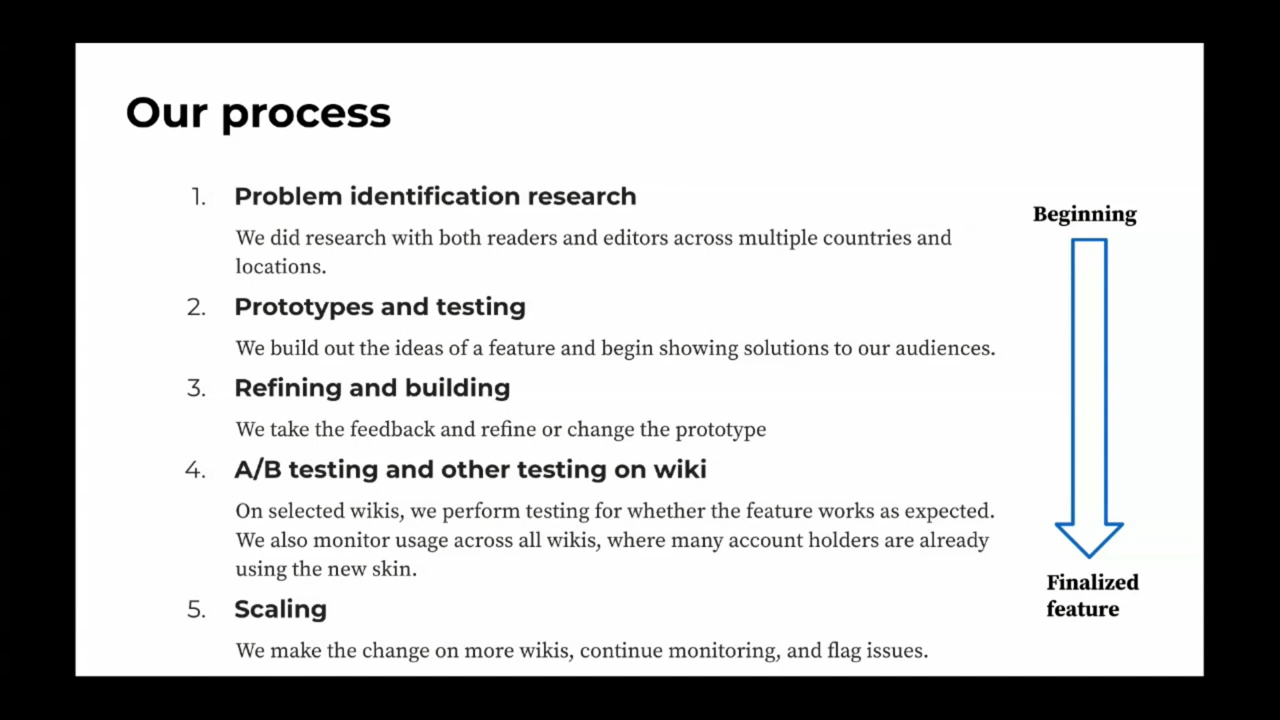 Our process
1. Problem identification research
We did research with both readers and editors across multiple countries and
locations.
2. Prototypes and testing
We build out the ideas of a feature and begin showing solutions to our audiences.
3. Refining and building
We take the feedback and refine or change the prototype
4. A/B testing and other testing on wiki
On selected wikis, we perform testing for whether the feature works as expected.
We also monitor usage across all wikis, where many account holders are already
using the new skin.
5. Scaling
We make the change on more wikis, continue monitoring, and flag issues.
Beginning
Finalized
feature